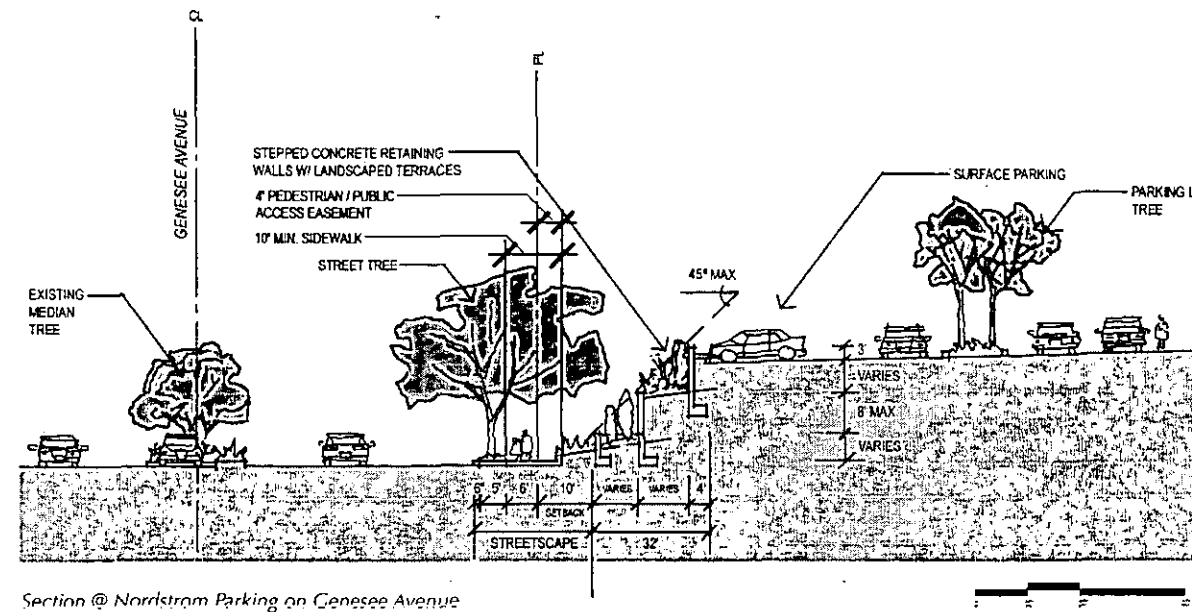 CL
GENESEE AVENUE
PL
STEPPED CONCRETE RETAINING
WALLS W/ LANDSCAPED TERRACES
4' PEDESTRIAN / PUBLIC
ACCESS EASEMENT
10' MIN. SIDEWALK
STREET TREE
EXISTING
MEDIAN
TREE
SURFACE PARKING
PARKING L
TREE
45° MAX
3'
VARIES
8' MAX
VARIES
6" 5' 6' 10' VARIES VARIES 4'
SETBACK
STREETSCAPE 32'
Section @ Nordstrom Parking on Genesee Avenue